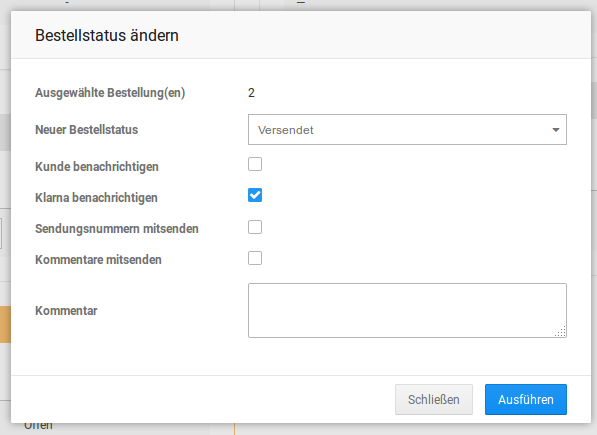 Bestellstatus ändern
Ausgewählte Bestellung(en) 2
Neuer Bestellstatus Versendet
Kunde benachrichtigen
Klarna benachrichtigen
Sendungsnummern mitsenden
Kommentare mitsenden
Kommentar
Schließen Ausführen
Offen